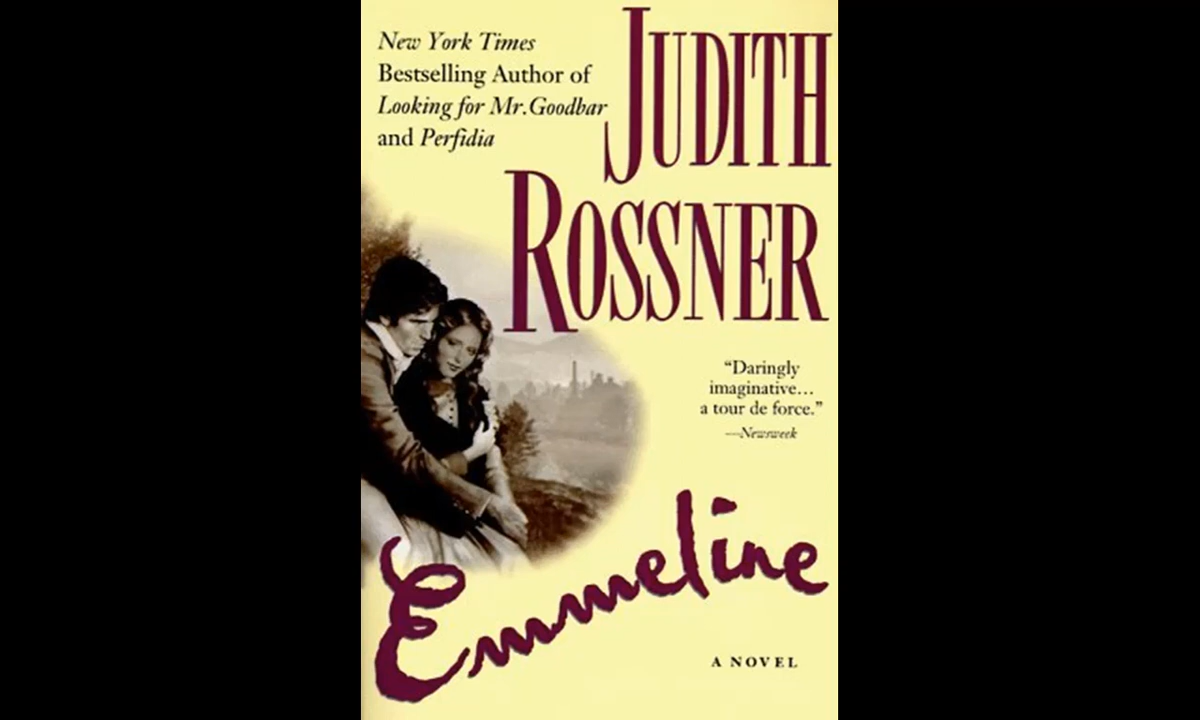 New York Times
Bestselling Author of
Looking for Mr. Goodbar
and Perfidia
JUDITH
ROSSNER
“Daringly
imaginative…
a tour de force.”
—Newsweek
Emmeline
A NOVEL